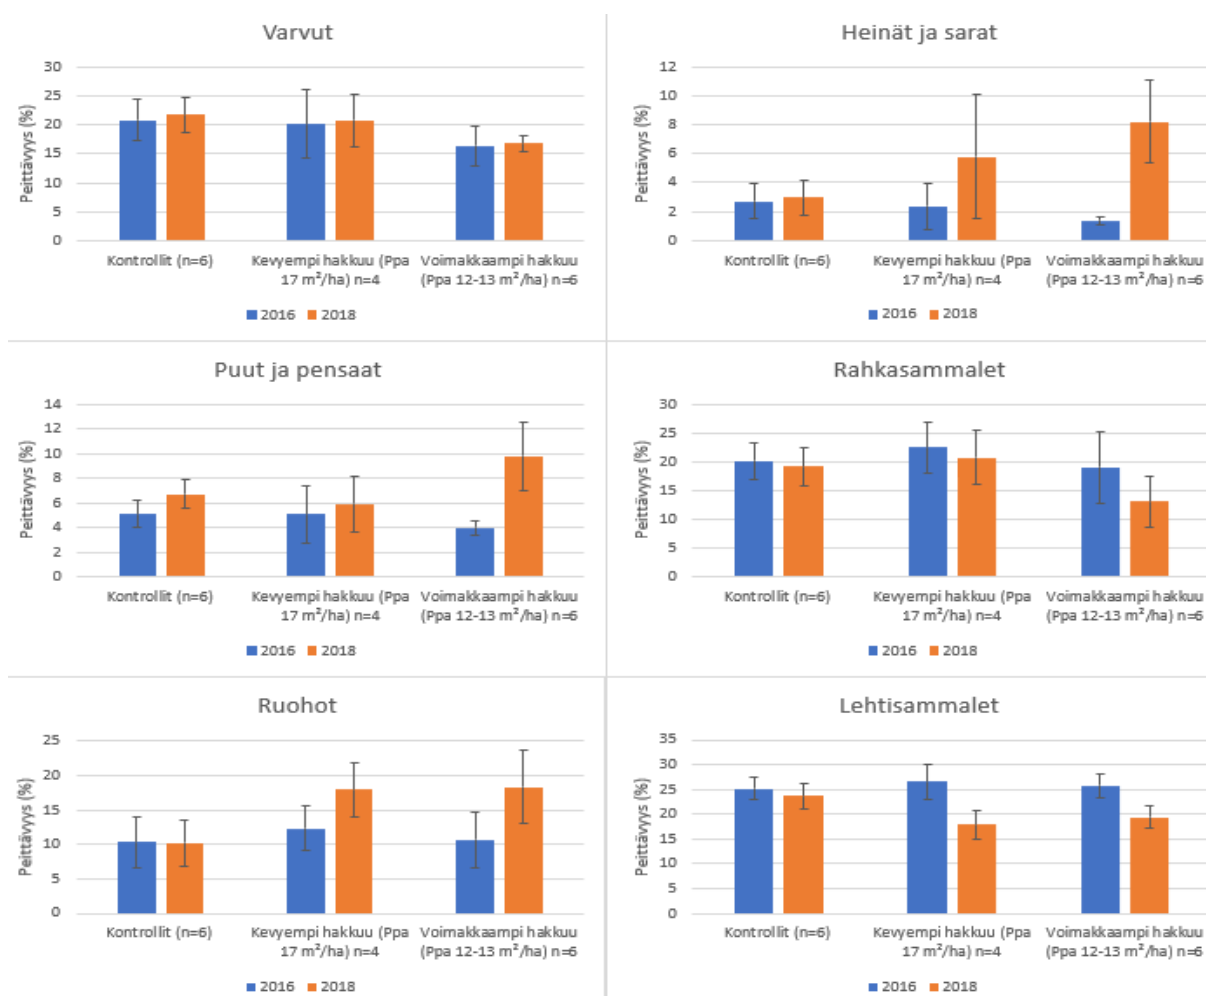 Varvut
Peittävyys (%)
30
25
20
15
10
5
0
Kontrollit (n=6)
Kevyempi hakkuu (Ppa
17 m²/ha) n=4
Voimakkaampi hakkuu
(Ppa 12-13 m²/ha) n=6
2016 2018
Heinät ja sarat
Peittävyys (%)
12
10
8
6
4
2
0
Kontrollit (n=6)
Kevyempi hakkuu (Ppa
17 m²/ha) n=4
Voimakkaampi hakkuu
(Ppa 12-13 m²/ha) n=6
2016 2018
Puut ja pensaat
Peittävyys (%)
14
12
10
8
6
4
2
0
Kontrollit (n=6)
Kevyempi hakkuu (Ppa
17 m²/ha) n=4
Voimakkaampi hakkuu
(Ppa 12-13 m²/ha) n=6
2016 2018
Rahkasammalet
Peittävyys (%)
30
25
20
15
10
5
0
Kontrollit (n=6)
Kevyempi hakkuu (Ppa
17 m²/ha) n=4
Voimakkaampi hakkuu
(Ppa 12-13 m²/ha) n=6
2016 2018
Ruohot
Peittävyys (%)
25
20
15
10
5
0
Kontrollit (n=6)
Kevyempi hakkuu (Ppa
17 m²/ha) n=4
Voimakkaampi hakkuu
(Ppa 12-13 m²/ha) n=6
2016 2018
Lehtisammalet
Peittävyys (%)
35
30
25
20
15
10
5
0
Kontrollit (n=6)
Kevyempi hakkuu (Ppa
17 m²/ha) n=4
Voimakkaampi hakkuu
(Ppa 12-13 m²/ha) n=6
2016 2018